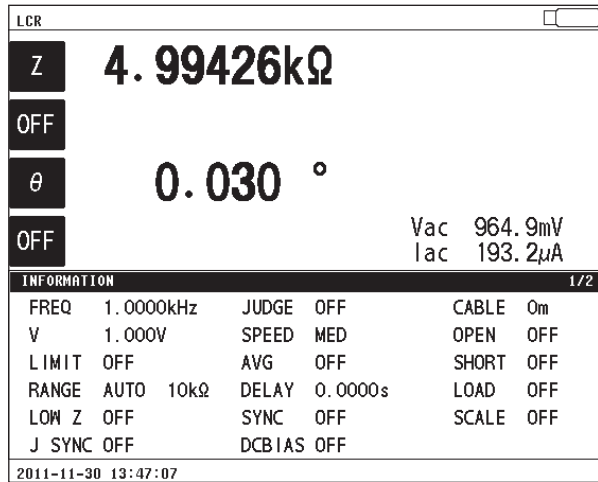 LCR
Z 4.99426kΩ
OFF
θ 0.030 °
OFF
Vac 964.9mV
Iac 193.2μA
INFORMATION 1/2
FREQ 1.0000kHz JUDGE OFF CABLE 0m
V 1.000V SPEED MED OPEN OFF
LIMIT OFF AVG OFF SHORT OFF
RANGE AUTO 10kΩ DELAY 0.0000s LOAD OFF
LOW Z OFF SYNC OFF SCALE OFF
J SYNC OFF DCBIAS OFF
2011-11-30 13:47:07